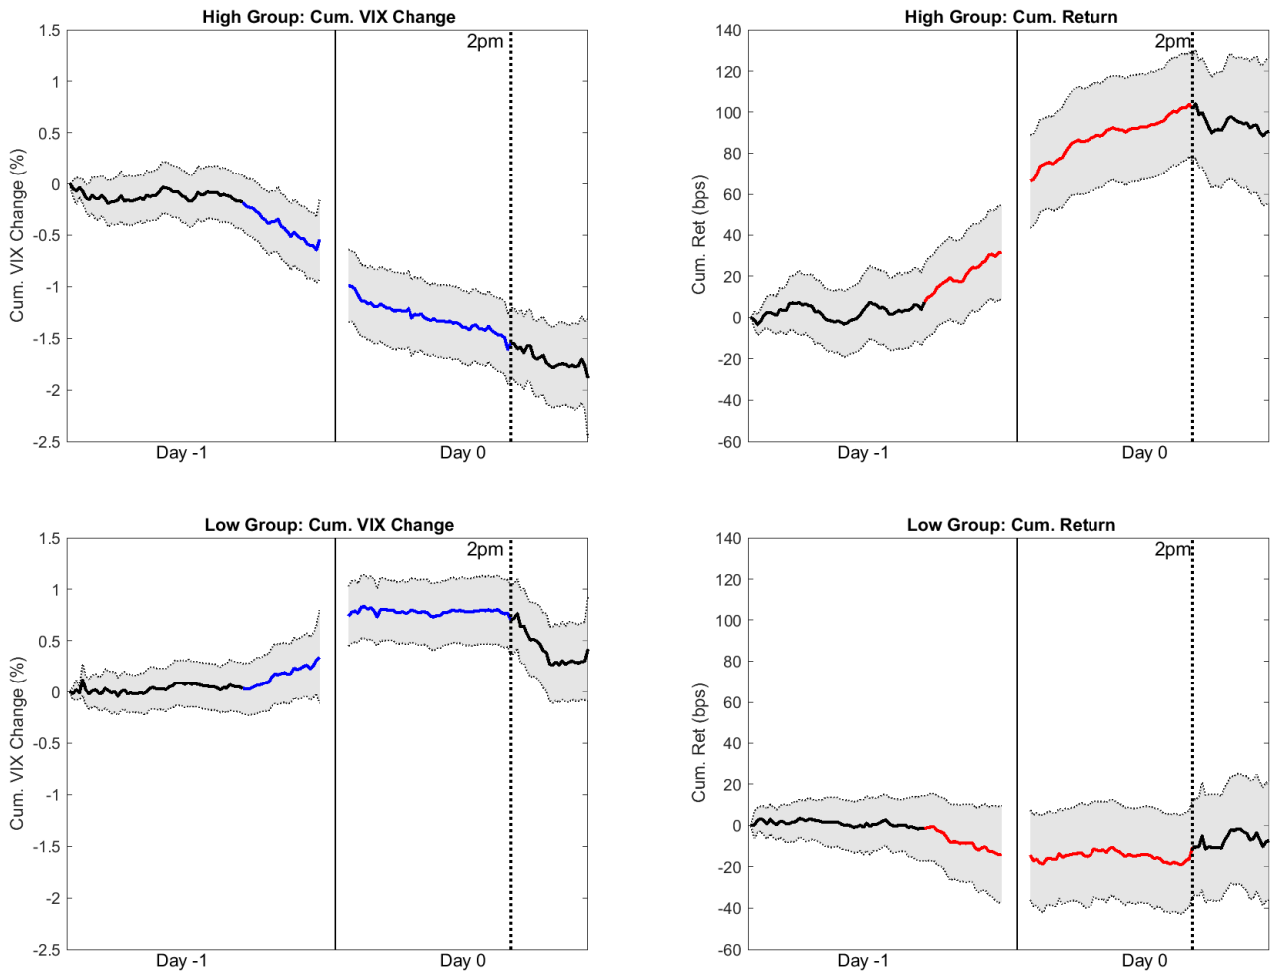 High Group: Cum. VIX Change
1.5
1
0.5
0
-0.5
-1
-1.5
-2
-2.5
Cum. VIX Change (%)
2pm
Day -1
Day 0
High Group: Cum. Return
140
120
100
80
60
40
20
0
-20
-40
-60
Cum. Ret (bps)
2pm
Day -1
Day 0
Low Group: Cum. VIX Change
1.5
1
0.5
0
-0.5
-1
-1.5
-2
-2.5
Cum. VIX Change (%)
2pm
Day -1
Day 0
Low Group: Cum. Return
140
120
100
80
60
40
20
0
-20
-40
-60
Cum. Ret (bps)
2pm
Day -1
Day 0